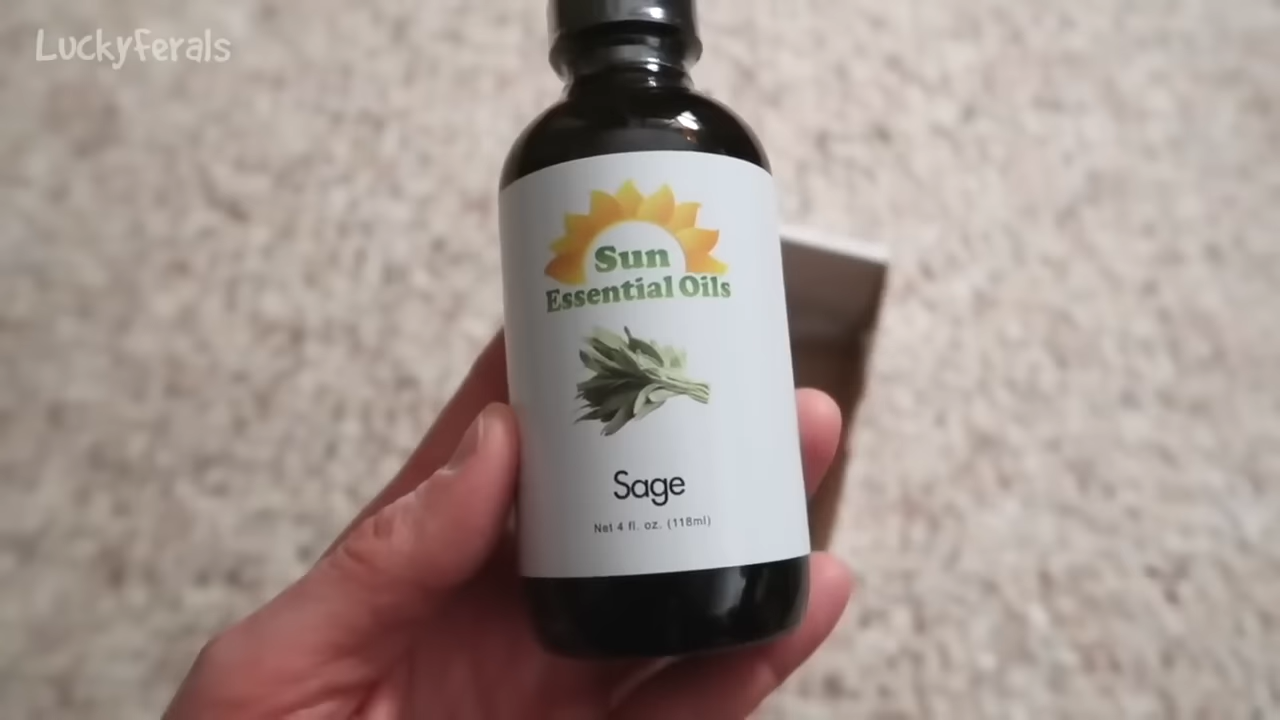 LuckyFerals
Sun
Essential Oils
Sage
Net 4 fl. oz. (118ml)